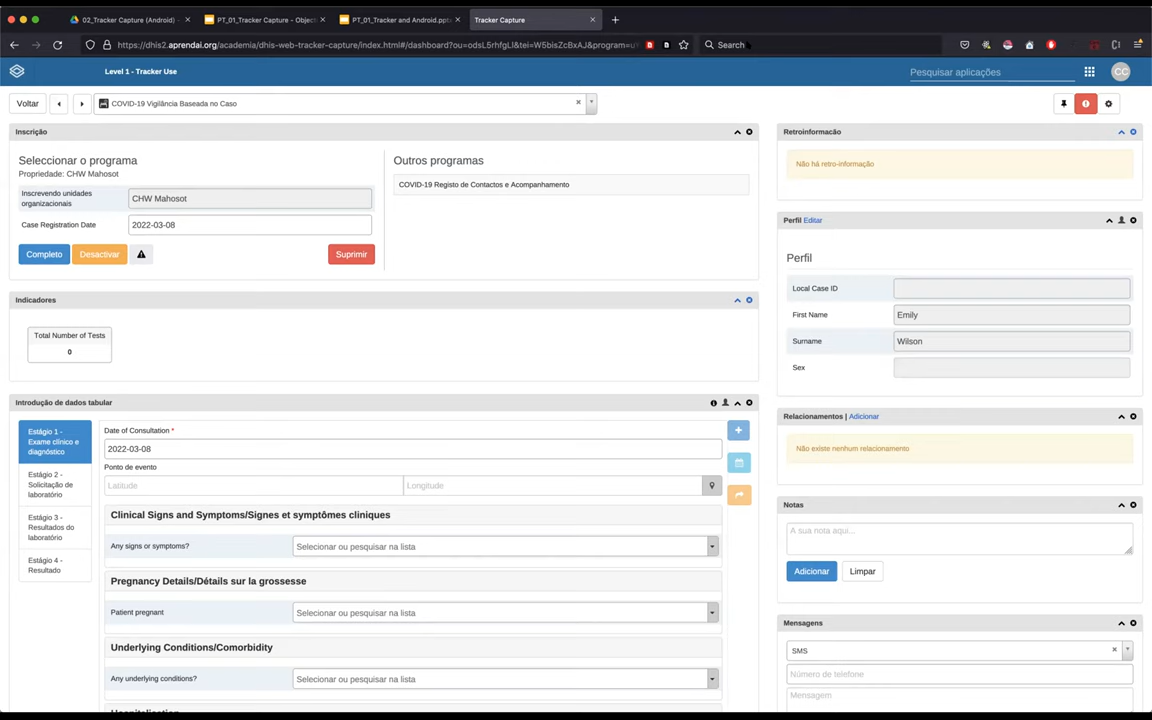 02_Tracker Capture (Android) -
PT_01_Tracker Capture - Object
PT_01_Tracker and Android.pptx
Tracker Capture
https://dhis2.aprendai.org/academia/dhis-web-tracker-capture/index.html#/dashboard?ou=odsL5rhfgLI&tei=W5bisZcBxAJ&program=u
Search
Level 1 - Tracker Use
Pesquisar aplicações
CC
Voltar
COVID-19 Vigilância Baseada no Caso
Inscrição
Seleccionar o programa
Propriedade: CHW Mahosot
Inscrevendo unidades
organizacionais
CHW Mahosot
Case Registration Date
2022-03-08
Completo
Desactivar
Suprimir
Outros programas
COVID-19 Registo de Contactos e Acompanhamento
Indicadores
Total Number of Tests
0
Introdução de dados tabular
Estágio 1 -
Exame clínico e
diagnóstico
Estágio 2 -
Solicitação de
laboratório
Estágio 3 -
Resultados do
laboratório
Estágio 4 -
Resultado
Date of Consultation *
2022-03-08
Ponto de evento
Latitude
Longitude
Clinical Signs and Symptoms/Signes et symptômes cliniques
Any signs or symptoms?
Selecionar ou pesquisar na lista
Pregnancy Details/Détails sur la grossesse
Patient pregnant
Selecionar ou pesquisar na lista
Underlying Conditions/Comorbidity
Any underlying conditions?
Selecionar ou pesquisar na lista
Hospitalisation
Retroinformacão
Não há retro-informação
Perfil Editar
Perfil
Local Case ID
First Name
Emily
Surname
Wilson
Sex
Relacionamentos | Adicionar
Não existe nenhum relacionamento
Notas
A sua nota aqui...
Adicionar
Limpar
Mensagens
SMS
Número de telefone
Mensagem